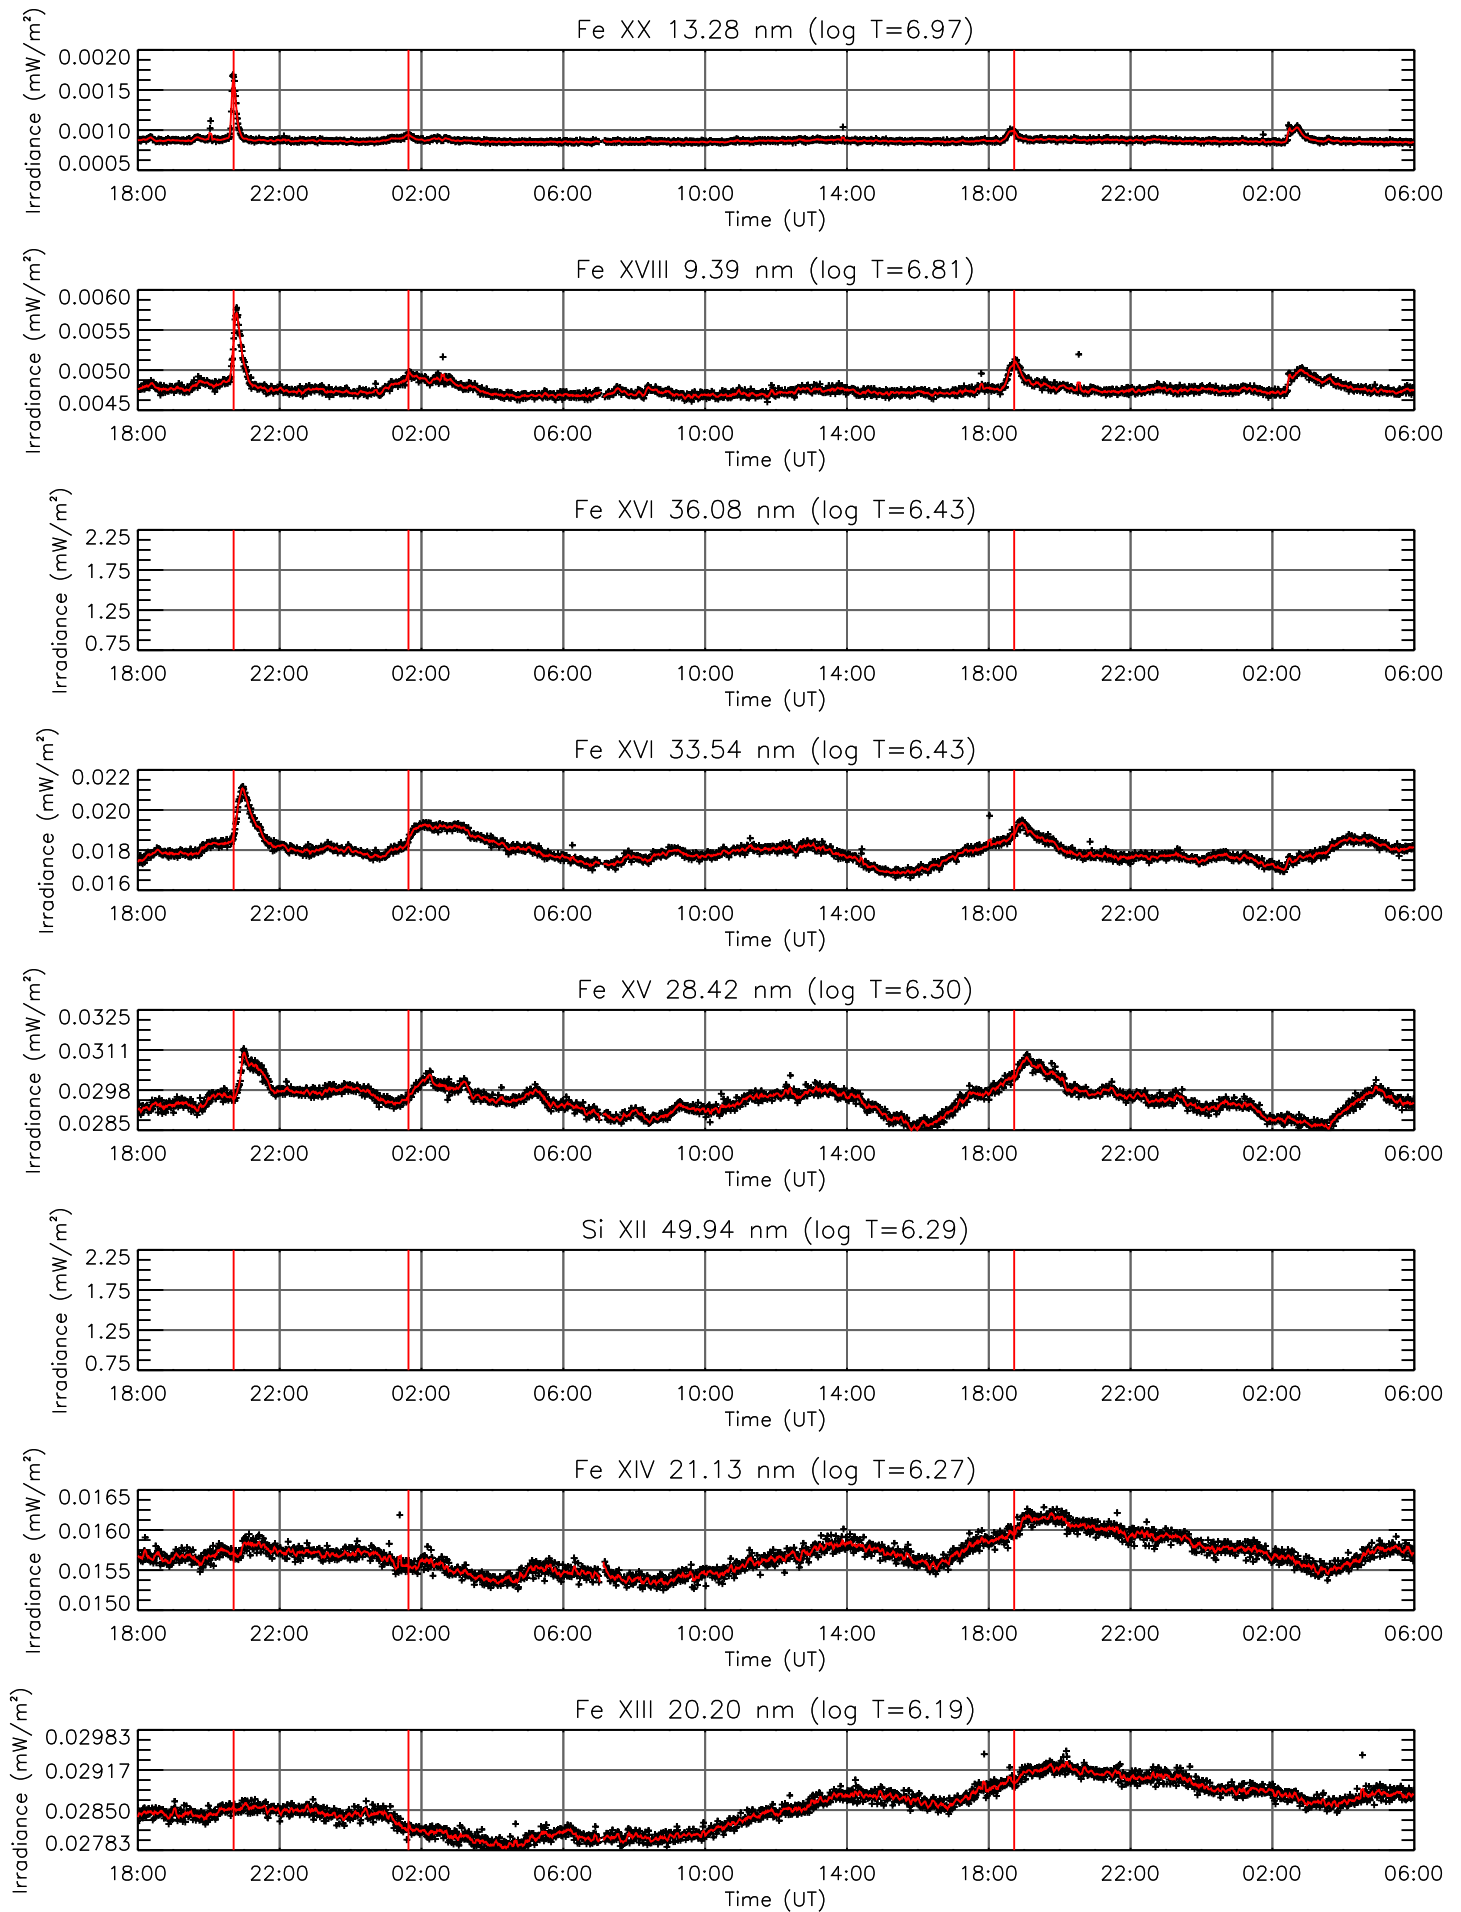 Fe XX 13.28 nm (log T=6.97)
Irradiance (mW/m²)
0.0020
0.0015
0.0010
0.0005
18:00 22:00 02:00 06:00 10:00 14:00 18:00 22:00 02:00 06:00
Time (UT)
Fe XVIII 9.39 nm (log T=6.81)
Irradiance (mW/m²)
0.0060
0.0055
0.0050
0.0045
18:00 22:00 02:00 06:00 10:00 14:00 18:00 22:00 02:00 06:00
Time (UT)
Fe XVI 36.08 nm (log T=6.43)
Irradiance (mW/m²)
2.25
1.75
1.25
0.75
18:00 22:00 02:00 06:00 10:00 14:00 18:00 22:00 02:00 06:00
Time (UT)
Fe XVI 33.54 nm (log T=6.43)
Irradiance (mW/m²)
0.022
0.020
0.018
0.016
18:00 22:00 02:00 06:00 10:00 14:00 18:00 22:00 02:00 06:00
Time (UT)
Fe XV 28.42 nm (log T=6.30)
Irradiance (mW/m²)
0.0325
0.0311
0.0298
0.0285
18:00 22:00 02:00 06:00 10:00 14:00 18:00 22:00 02:00 06:00
Time (UT)
Si XII 49.94 nm (log T=6.29)
Irradiance (mW/m²)
2.25
1.75
1.25
0.75
18:00 22:00 02:00 06:00 10:00 14:00 18:00 22:00 02:00 06:00
Time (UT)
Fe XIV 21.13 nm (log T=6.27)
Irradiance (mW/m²)
0.0165
0.0160
0.0155
0.0150
18:00 22:00 02:00 06:00 10:00 14:00 18:00 22:00 02:00 06:00
Time (UT)
Fe XIII 20.20 nm (log T=6.19)
Irradiance (mW/m²)
0.02983
0.02917
0.02850
0.02783
18:00 22:00 02:00 06:00 10:00 14:00 18:00 22:00 02:00 06:00
Time (UT)